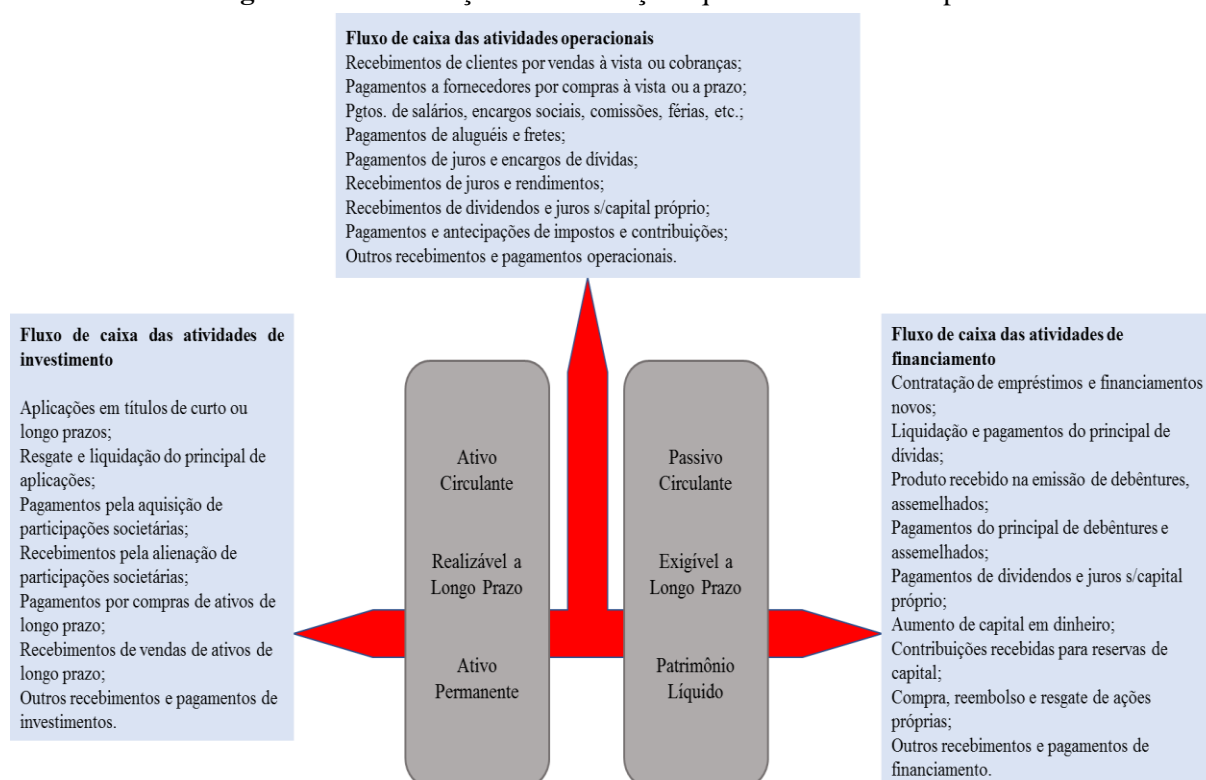 Fluxo de caixa das atividades operacionais
Recebimentos de clientes por vendas à vista ou cobranças;
Pagamentos a fornecedores por compras à vista ou a prazo;
Pgtos. de salários, encargos sociais, comissões, férias, etc.;
Pagamentos de aluguéis e fretes;
Pagamentos de juros e encargos de dívidas;
Recebimentos de juros e rendimentos;
Recebimentos de dividendos e juros s/capital próprio;
Pagamentos e antecipações de impostos e contribuições;
Outros recebimentos e pagamentos operacionais.
Fluxo de caixa das atividades de
investimento
Aplicações em títulos de curto ou
longo prazos;
Resgate e liquidação do principal de
aplicações;
Pagamentos pela aquisição de
participações societárias;
Recebimentos pela alienação de
participações societárias;
Pagamentos por compras de ativos de
longo prazo;
Recebimentos de vendas de ativos de
longo prazo;
Outros recebimentos e pagamentos de
investimentos.
Ativo
Circulante
Realizável a
Longo Prazo
Ativo
Permanente
Passivo
Circulante
Exigível a
Longo Prazo
Patrimônio
Líquido
Fluxo de caixa das atividades de
financiamento
Contratação de empréstimos e financiamentos
novos;
Liquidação e pagamentos do principal de
dívidas;
Produto recebido na emissão de debêntures,
assemelhados;
Pagamentos do principal de debêntures e
assemelhados;
Pagamentos de dividendos e juros s/capital
próprio;
Aumento de capital em dinheiro;
Contribuições recebidas para reservas de
capital;
Compra, reembolso e resgate de ações
próprias;
Outros recebimentos e pagamentos de
financiamento.